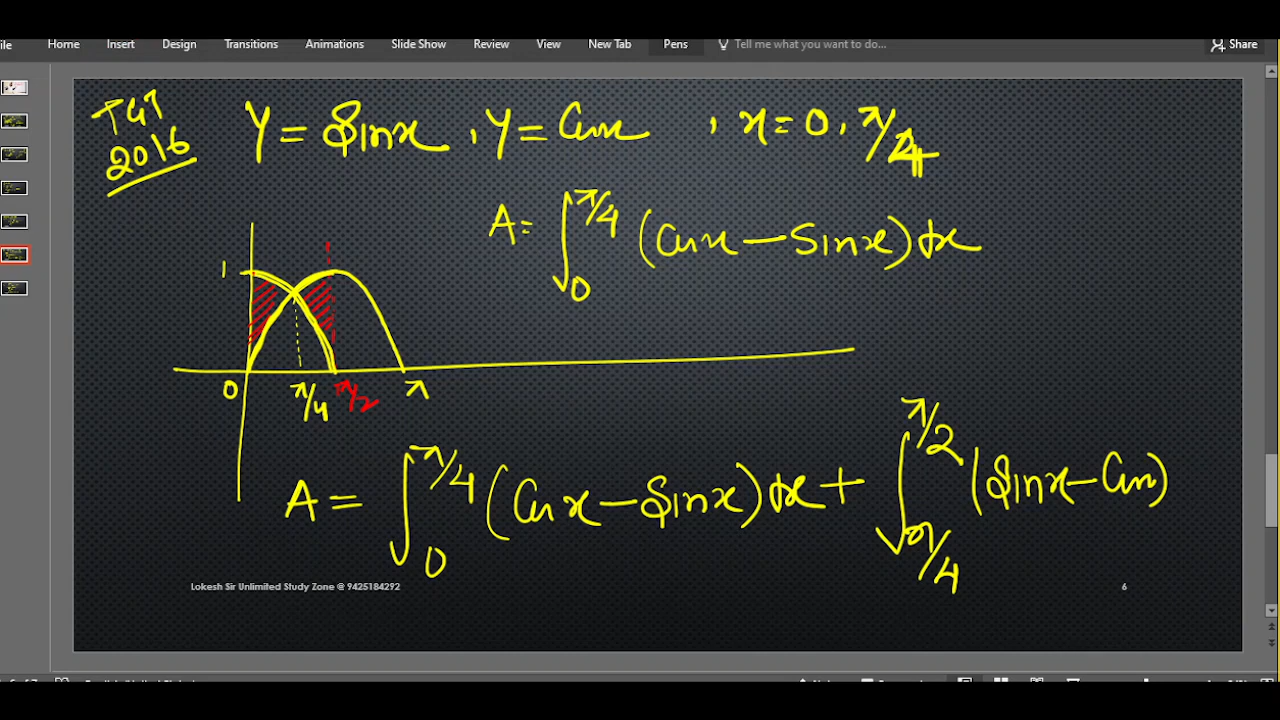 ile Home Insert Design Transitions Animations Slide Show Review View New Tab Pens Tell me what you want to do... Share
TGT
2016
Y = Sinx , Y = Cosx , x = 0, π/4
A = ∫₀^π/4 (Cosx - Sinx) dx
1
0 π/4 π/2 π
A = ∫₀^π/4 (Cosx - Sinx) dx + ∫π/4^π/2 (Sinx - Cosx)
Lokesh Sir Unlimited Study Zone @ 9425184292 6